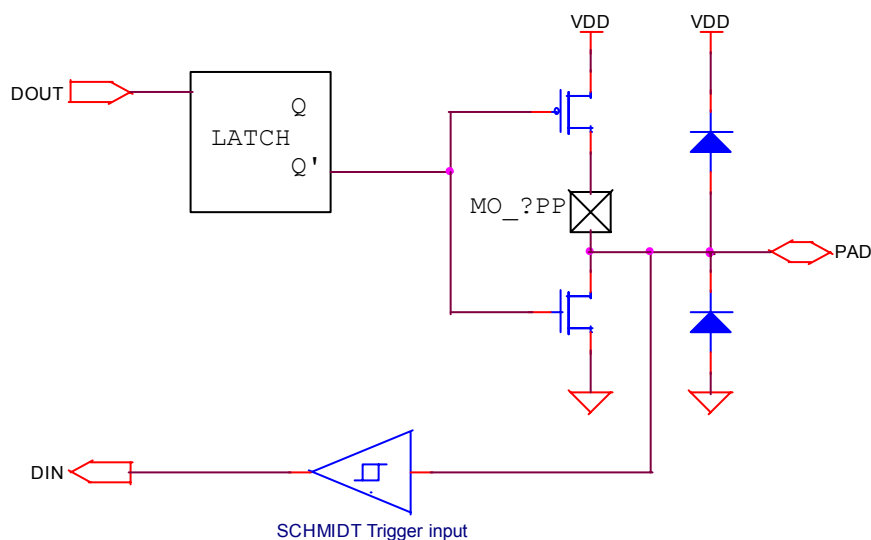 VDD
VDD
DOUT
Q
LATCH
Q'
MO_?PP
PAD
DIN
SCHMIDT Trigger input